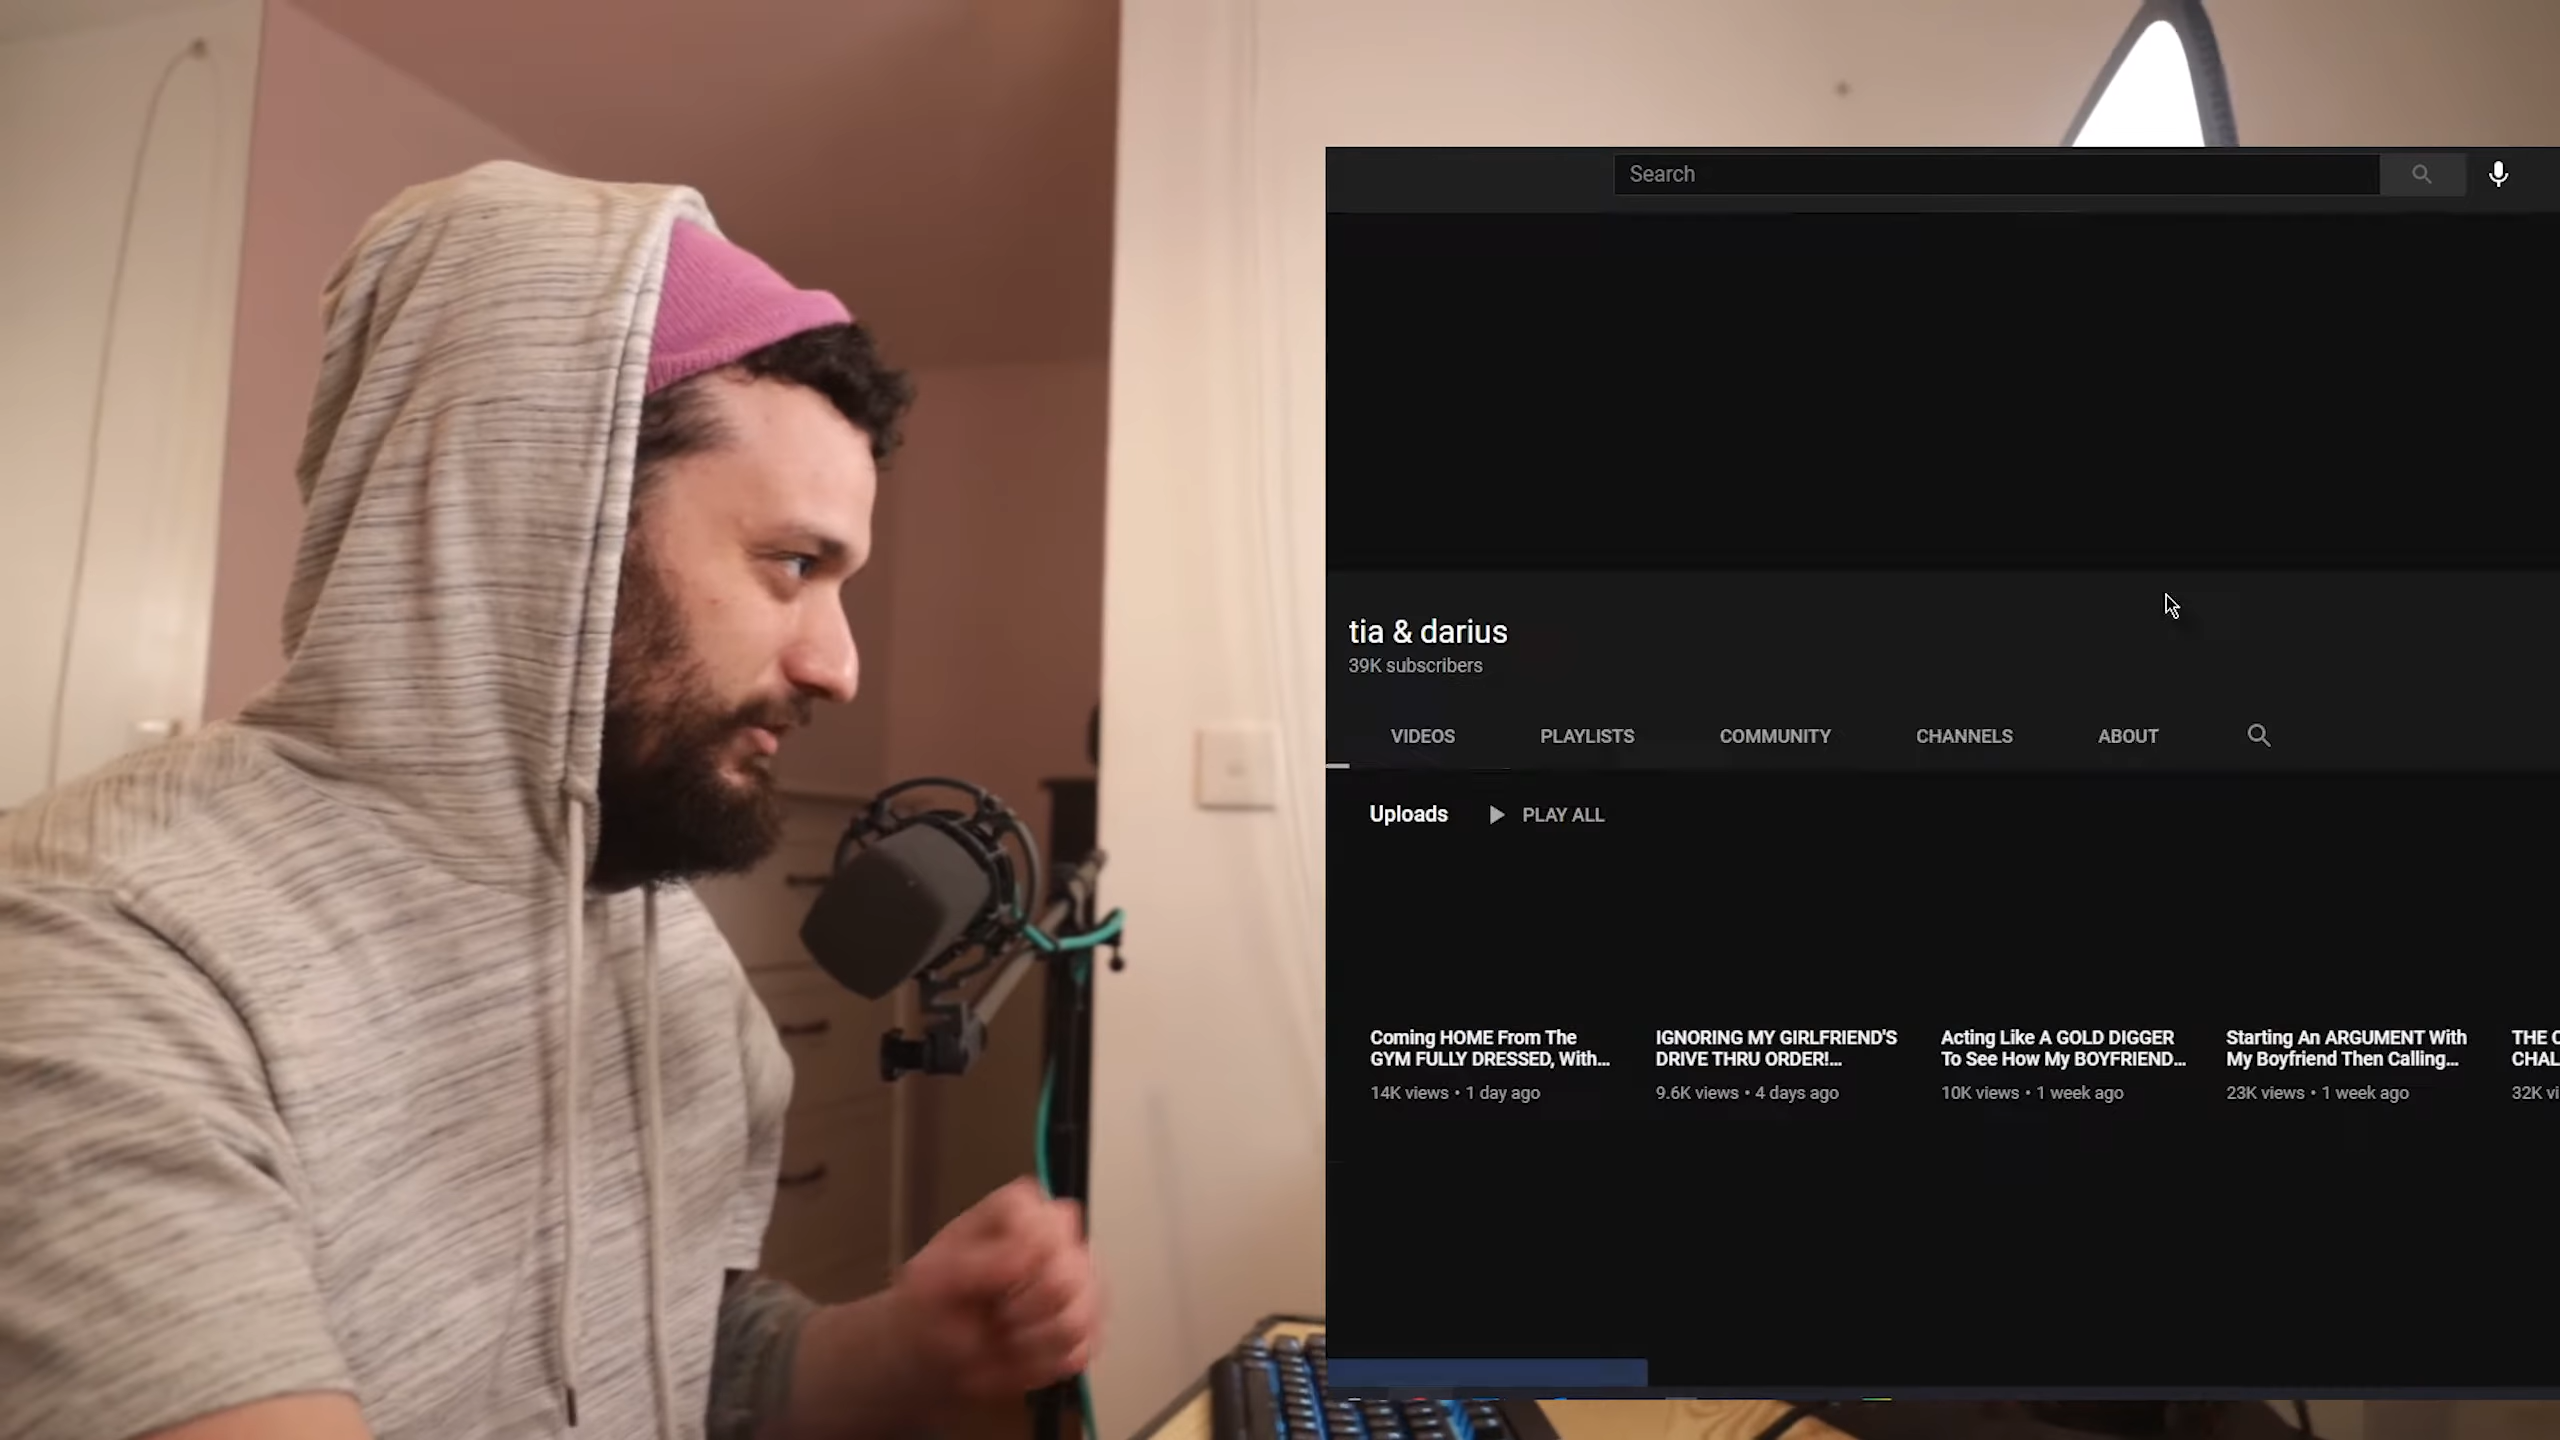 Search
tia & darius
39K subscribers
VIDEOS PLAYLISTS COMMUNITY CHANNELS ABOUT
Uploads PLAY ALL
Coming HOME From The
GYM FULLY DRESSED, With...
14K views • 1 day ago
IGNORING MY GIRLFRIEND'S
DRIVE THRU ORDER!...
9.6K views • 4 days ago
Acting Like A GOLD DIGGER
To See How My BOYFRIEND...
10K views • 1 week ago
Starting An ARGUMENT With
My Boyfriend Then Calling...
23K views • 1 week ago
THE
32K